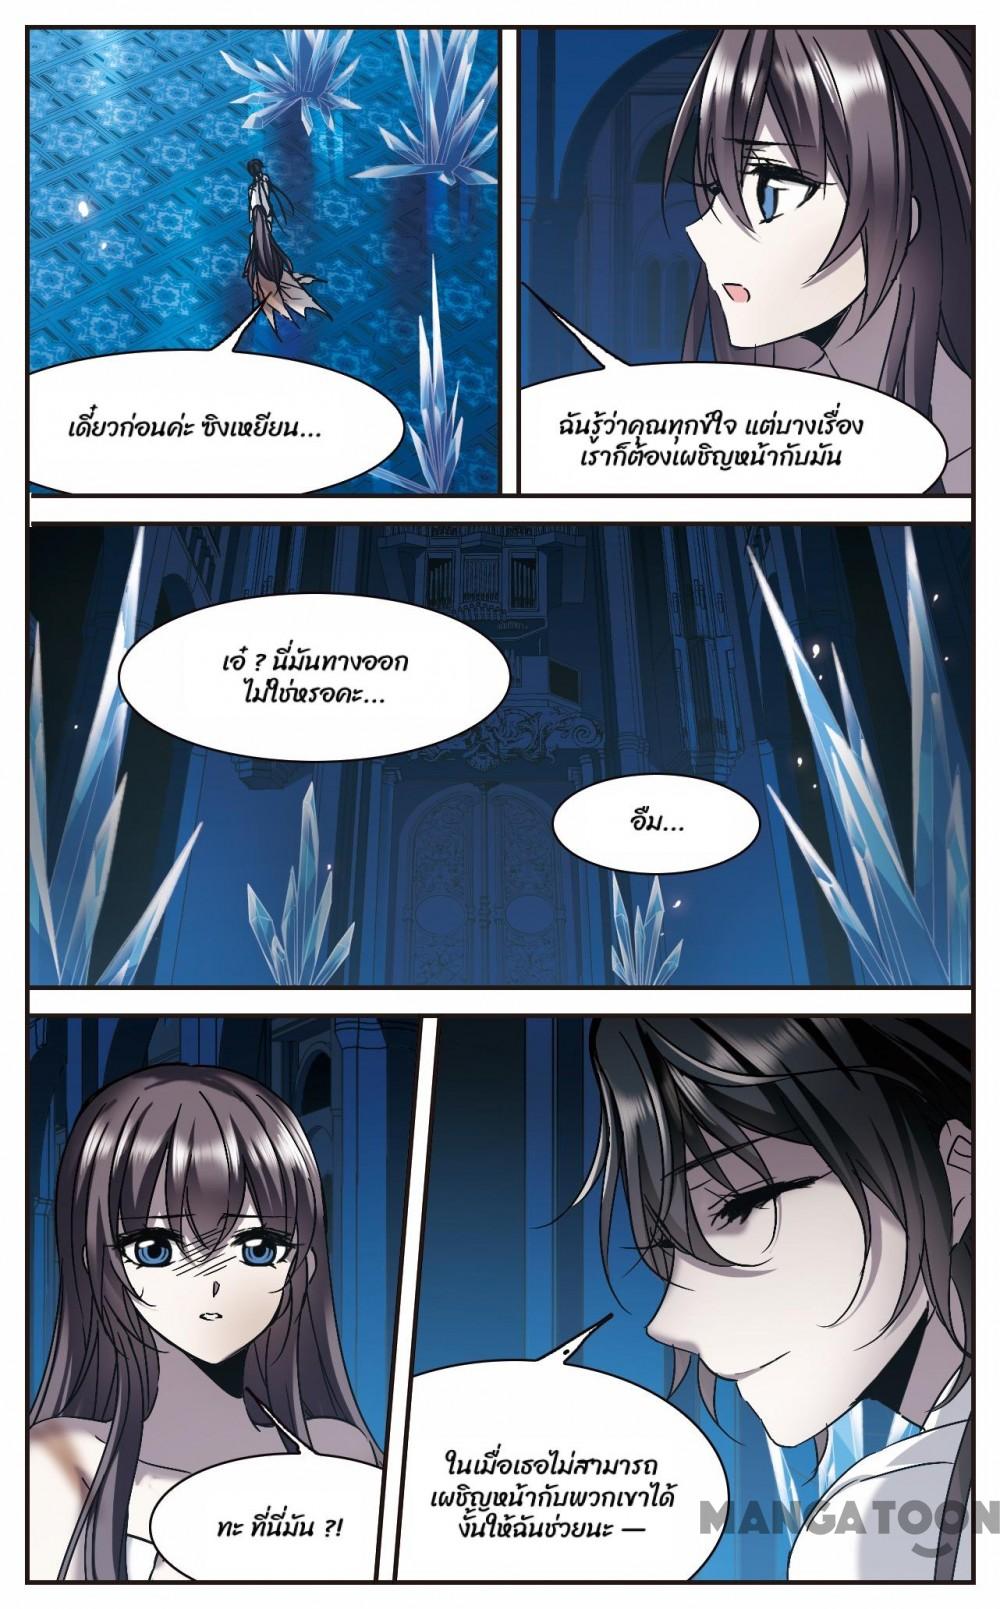 เดี๋ยวก่อนค่ะ ซิงเหยียน...
ฉันรู้ว่าคุณทุกข์ใจ แต่บางเรื่อง
เราก็ต้องเผชิญหน้ากับมัน
เอ๋ ? นี่มันทางออก
ไม่ใช่หรอคะ...
อืม...
ทะ ที่นี่มัน ?!
ในเมื่อเธอไม่สามารถ
เผชิญหน้ากับพวกเขาได้
งั้นให้ฉันช่วยนะ —
MANGATOON